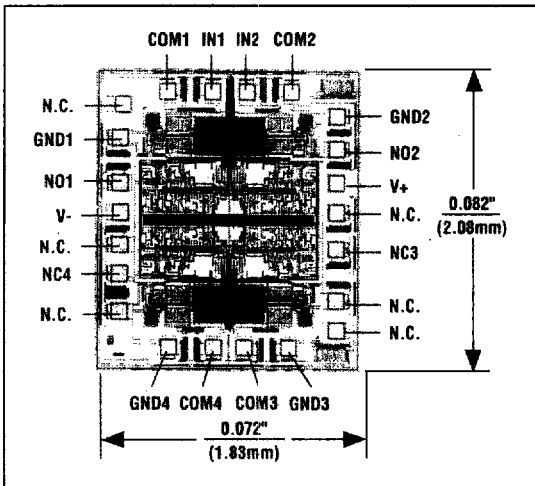 COM1 IN1 IN2 COM2
N.C.
GND1
NO1
V-
N.C.
NC4
N.C.
GND2
NO2
V+
N.C.
NC3
N.C.
N.C.
0.082"
(2.08mm)
GND4 COM4 COM3 GND3
0.072"
(1.83mm)